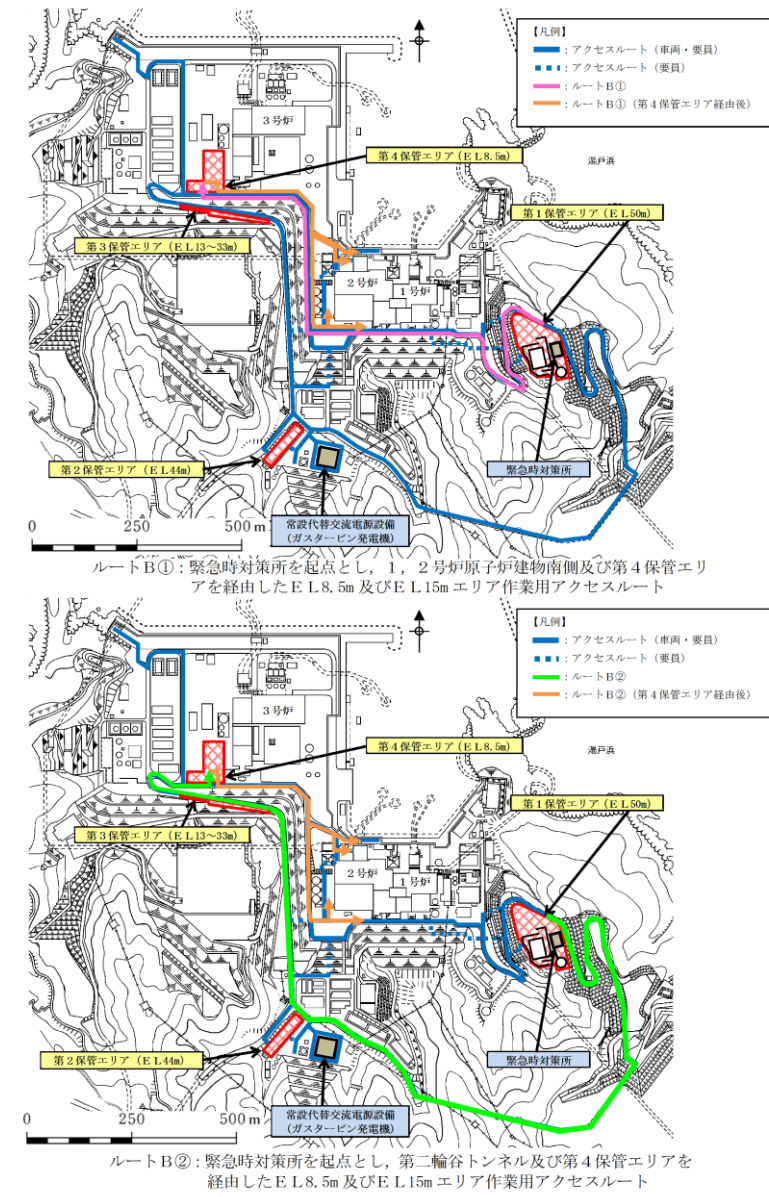 【凡例】
：アクセスルート（車両・要員）
：アクセスルート（要員）
：ルートＢ①
：ルートＢ①（第４保管エリア経由後）
３号炉
第４保管エリア（ＥＬ8.5m）
湯戸浜
第１保管エリア（ＥＬ50m）
第３保管エリア（ＥＬ13～33m）
２号炉
１号炉
第２保管エリア（ＥＬ44m）
緊急時対策所
0 250 500 m
常設代替交流電源設備
（ガスタービン発電機）
ルートＢ①：緊急時対策所を起点とし，１，２号炉原子炉建物南側及び第４保管エリ
アを経由したＥＬ8.5m 及びＥＬ15m エリア作業用アクセスルート
【凡例】
：アクセスルート（車両・要員）
：アクセスルート（要員）
：ルートＢ②
：ルートＢ②（第４保管エリア経由後）
３号炉
第４保管エリア（ＥＬ8.5m）
湯戸浜
第１保管エリア（ＥＬ50m）
第３保管エリア（ＥＬ13～33m）
２号炉
１号炉
第２保管エリア（ＥＬ44m）
緊急時対策所
0 250 500 m
常設代替交流電源設備
（ガスタービン発電機）
ルートＢ②：緊急時対策所を起点とし，第二輪谷トンネル及び第４保管エリアを
経由したＥＬ8.5m 及びＥＬ15m エリア作業用アクセスルート